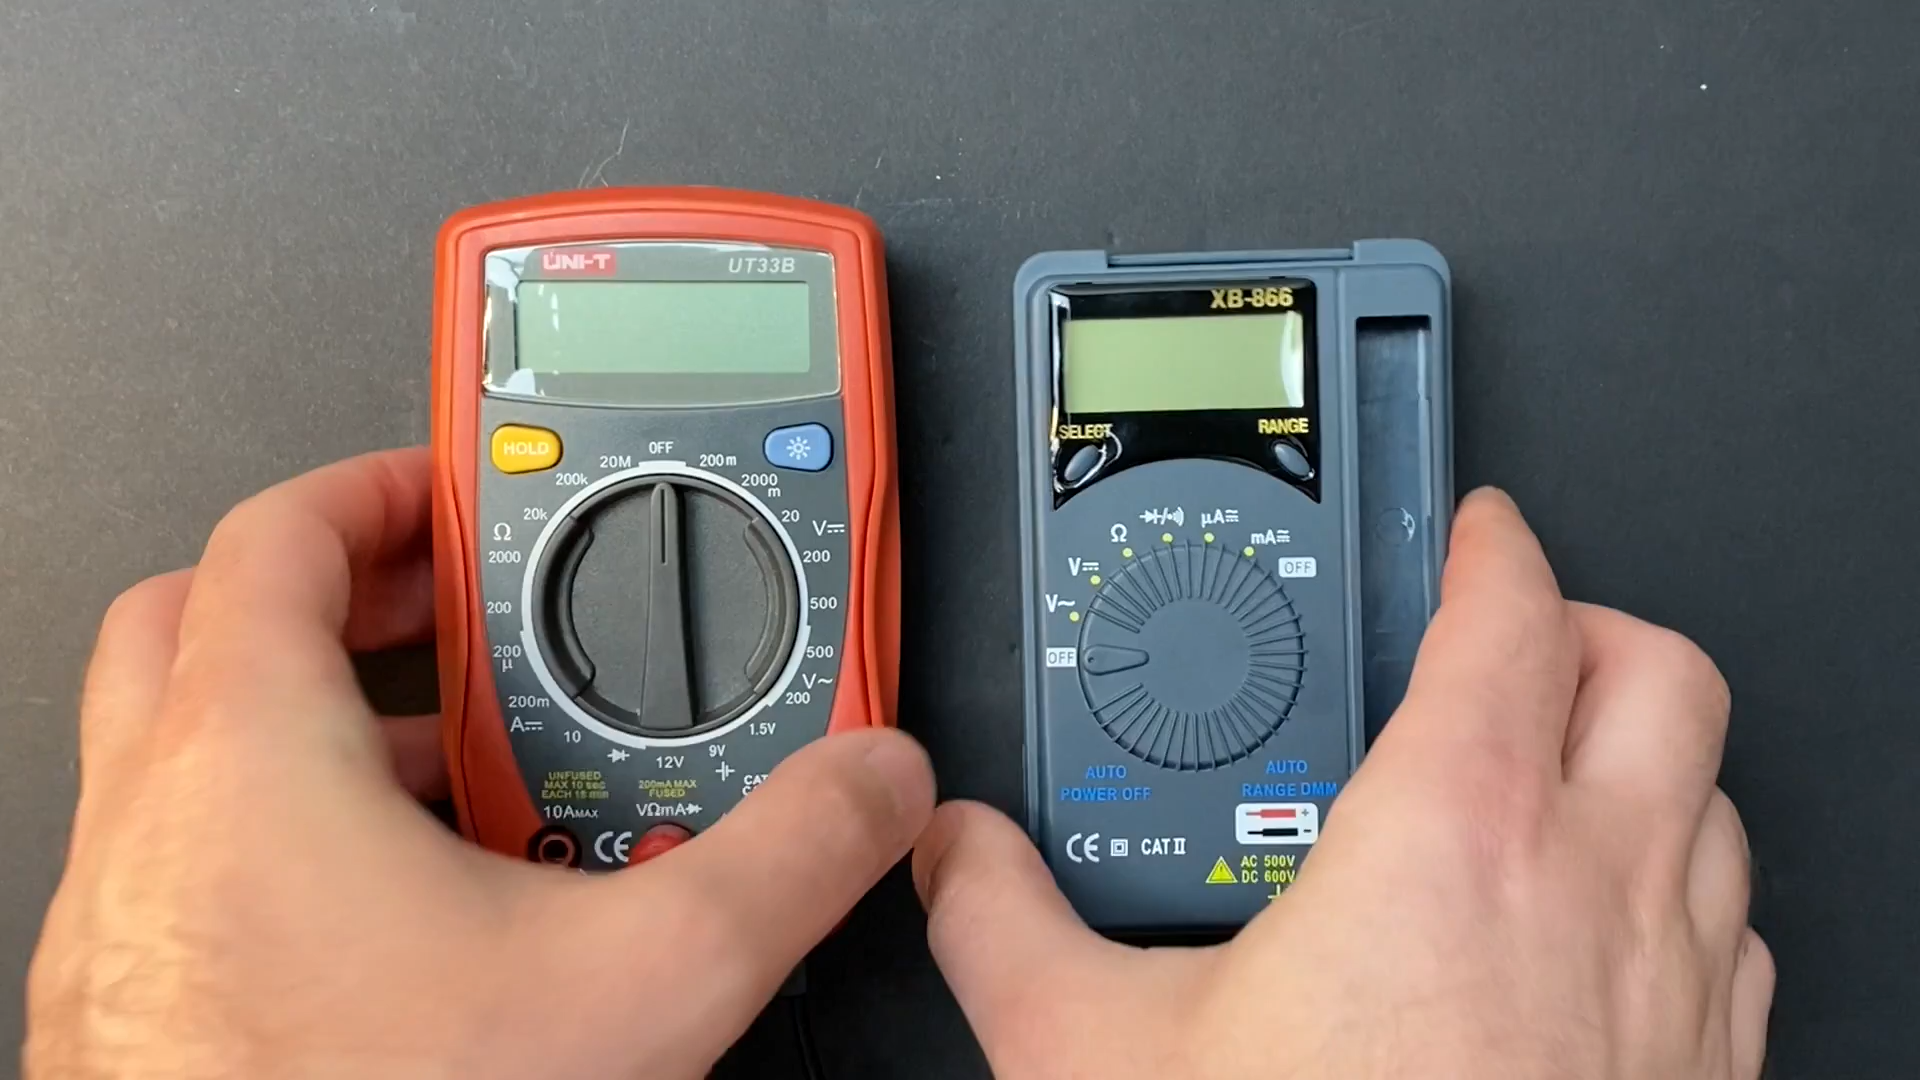 UNI-T
UT33B
HOLD
OFF
20M
200m
200k
2000
m
20k
20
Ω
V⎓
2000
200
200
500
200
μ
500
V~
200m
200
A⎓
10
1.5V
9V
12V
UNFUSED
MAX 10 sec
EACH 15 min
200mA MAX
FUSED
10AMAX
VΩmA
CE
XB-866
SELECT
RANGE
Ω
μA
mA
V⎓
OFF
V~
OFF
AUTO
POWER OFF
AUTO
RANGE DMM
+
-
CE
CAT II
AC 500V
DC 600V